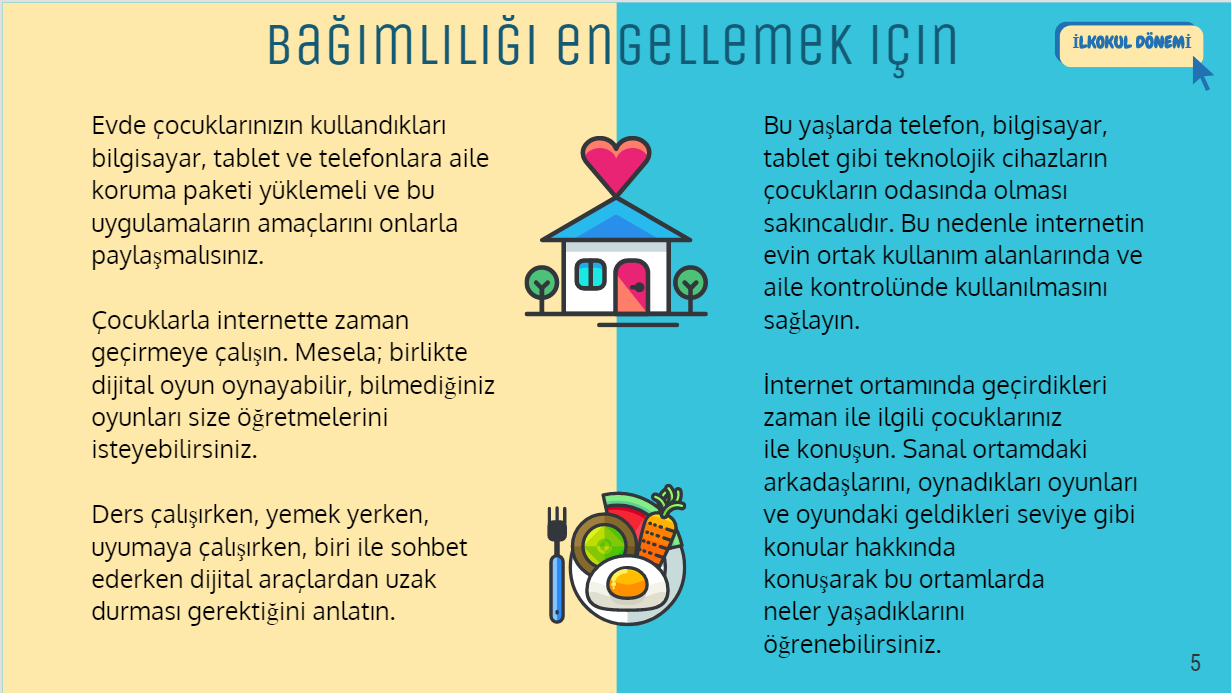 Bağımlılığı engellemek için
İLKOKUL DÖNEMİ
Evde çocuklarınızın kullandıkları
bilgisayar, tablet ve telefonlara aile
koruma paketi yüklemeli ve bu
uygulamaların amaçlarını onlarla
paylaşmalısınız.
Çocuklarla internette zaman
geçirmeye çalışın. Mesela; birlikte
dijital oyun oynayabilir, bilmediğiniz
oyunları size öğretmelerini
isteyebilirsiniz.
Ders çalışırken, yemek yerken,
uyumaya çalışırken, biri ile sohbet
ederken dijital araçlardan uzak
durması gerektiğini anlatın.
Bu yaşlarda telefon, bilgisayar,
tablet gibi teknolojik cihazların
çocukların odasında olması
sakıncalıdır. Bu nedenle internetin
evin ortak kullanım alanlarında ve
aile kontrolünde kullanılmasını
sağlayın.
İnternet ortamında geçirdikleri
zaman ile ilgili çocuklarınız
ile konuşun. Sanal ortamdaki
arkadaşlarını, oynadıkları oyunları
ve oyundaki geldikleri seviye gibi
konular hakkında
konuşarak bu ortamlarda
neler yaşadıklarını
öğrenebilirsiniz.
5